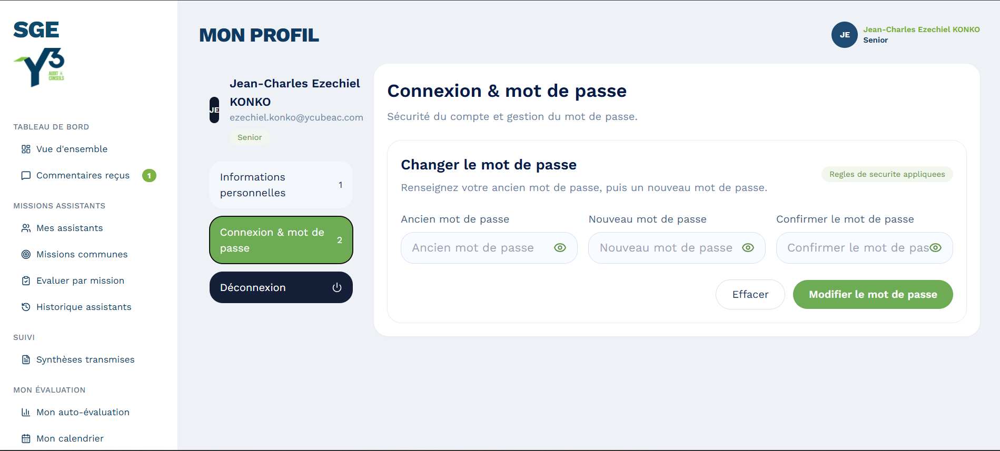 SGE
Y3
AUDIT &
CONSEILS
TABLEAU DE BORD
Vue d'ensemble
Commentaires reçus 1
MISSIONS ASSISTANTS
Mes assistants
Missions communes
Evaluer par mission
Historique assistants
SUIVI
Synthèses transmises
MON ÉVALUATION
Mon auto-évaluation
Mon calendrier
MON PROFIL
JE
Jean-Charles Ezechiel KONKO
Senior
JE
Jean-Charles Ezechiel
KONKO
ezechiel.konko@ycubeac.com
Senior
Informations
personnelles
1
Connexion & mot de
passe
2
Déconnexion
Connexion & mot de passe
Sécurité du compte et gestion du mot de passe.
Changer le mot de passe
Renseignez votre ancien mot de passe, puis un nouveau mot de passe.
Regles de securite appliquees
Ancien mot de passe
Ancien mot de passe
Nouveau mot de passe
Nouveau mot de passe
Confirmer le mot de passe
Confirmer le mot de pas
Effacer
Modifier le mot de passe